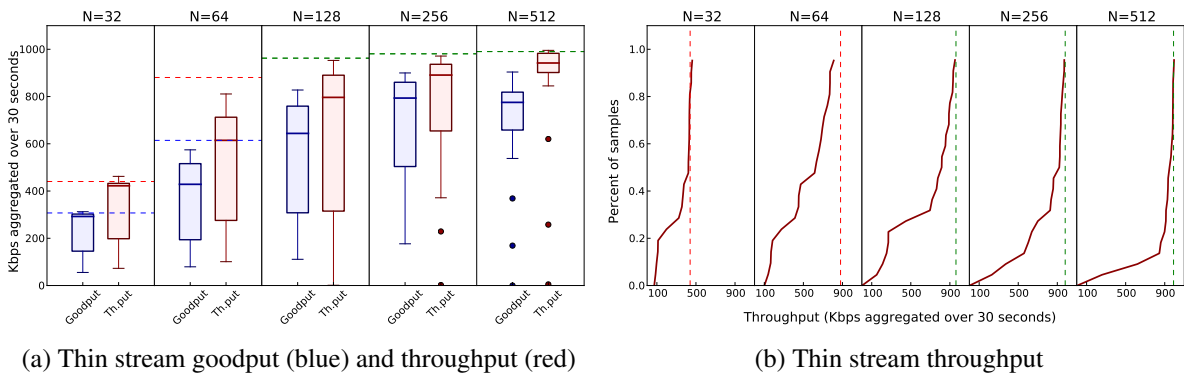 N=32 N=64 N=128 N=256 N=512
Kbps aggregated over 30 seconds
1000
800
600
400
200
0
Goodput Th.put Goodput Th.put Goodput Th.put Goodput Th.put Goodput Th.put
(a) Thin stream goodput (blue) and throughput (red)
N=32 N=64 N=128 N=256 N=512
Percent of samples
1.0
0.8
0.6
0.4
0.2
0.0
100 500 900 100 500 900 100 500 900 100 500 900 100 500 900
Throughput (Kbps aggregated over 30 seconds)
(b) Thin stream throughput